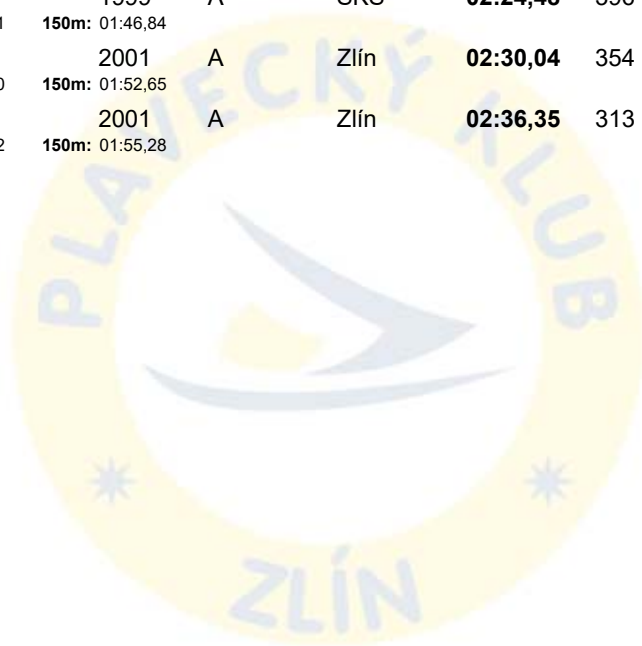 150m: 01:46,84
2001 A Zlín 02:30,04 354
150m: 01:52,65
2001 A Zlín 02:36,35 313
2 150m: 01:55,28
PLAVECKÝ KLUB
ZLÍN